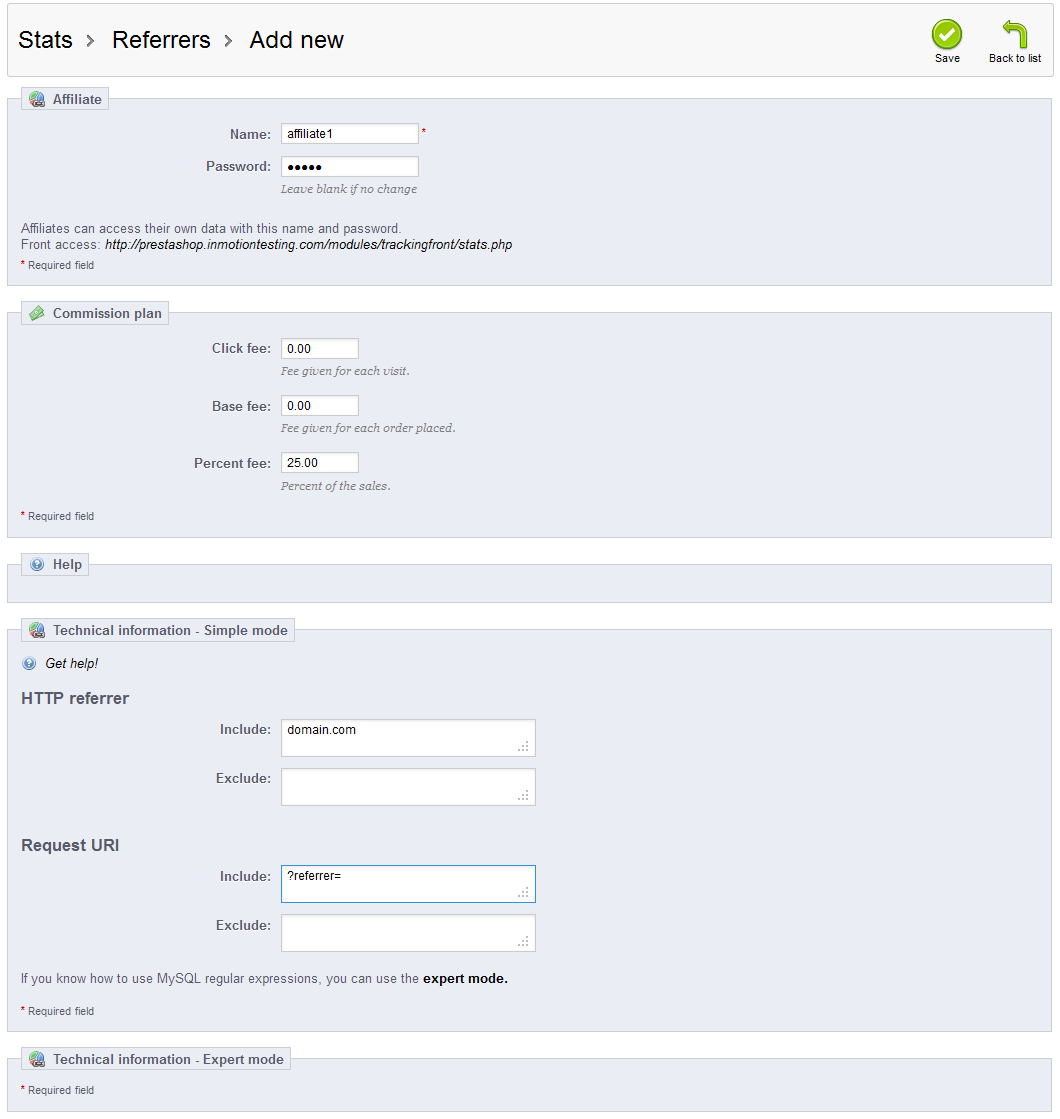 Stats > Referrers > Add new
Save
Back to list
Affiliate
Name: affiliate1 *
Password: •••••
Leave blank if no change
Affiliates can access their own data with this name and password.
Front access: http://prestashop.inmotiontesting.com/modules/trackingfront/stats.php
* Required field
Commission plan
Click fee: 0.00
Fee given for each visit.
Base fee: 0.00
Fee given for each order placed.
Percent fee: 25.00
Percent of the sales.
* Required field
Help
Technical information - Simple mode
Get help!
HTTP referrer
Include: domain.com
Exclude:
Request URI
Include: ?referrer=
Exclude:
If you know how to use MySQL regular expressions, you can use the expert mode.
* Required field
Technical information - Expert mode
* Required field